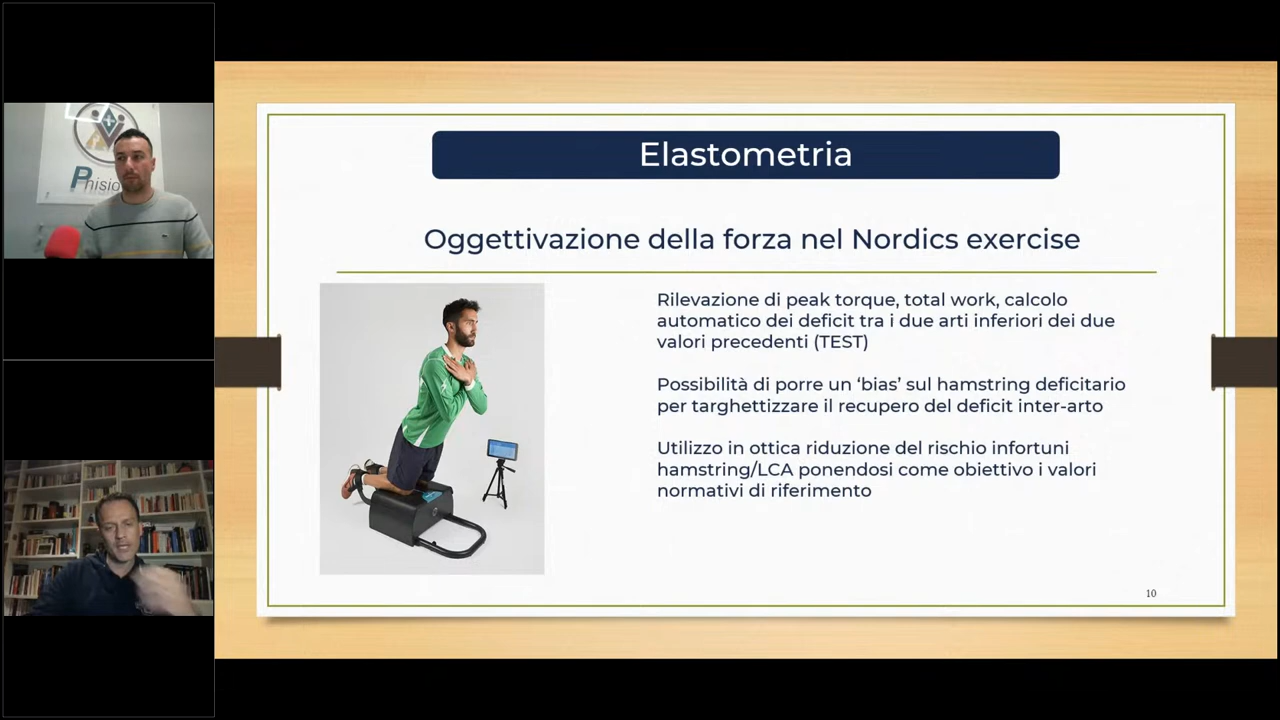 Elastometria
Oggettivazione della forza nel Nordics exercise
Rilevazione di peak torque, total work, calcolo
automatico dei deficit tra i due arti inferiori dei due
valori precedenti (TEST)
Possibilità di porre un ‘bias’ sul hamstring deficitario
per targhettizzare il recupero del deficit inter-arto
Utilizzo in ottica riduzione del rischio infortuni
hamstring/LCA ponendosi come obiettivo i valori
normativi di riferimento
10